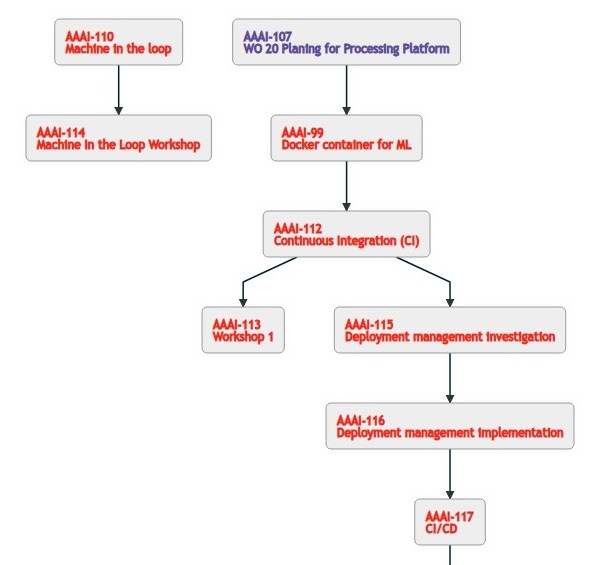 AAAI-110
Machine in the loop
AAAI-107
WO 20 Planing for Processing Platform
AAAI-114
Machine in the Loop Workshop
AAAI-99
Docker container for ML
AAAI-112
Continuous Integration (CI)
AAAI-113
Workshop 1
AAAI-115
Deployment management investigation
AAAI-116
Deployment management implementation
AAAI-117
CI/CD